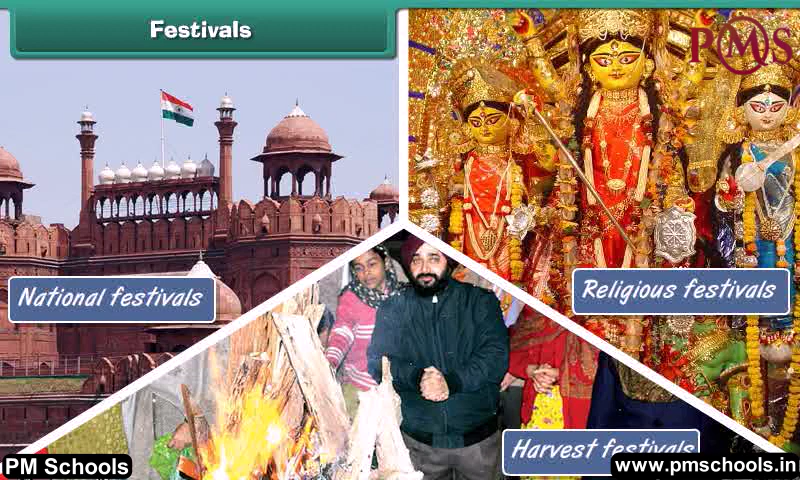 Festivals
PMS
National festivals
Religious festivals
Harvest festivals
PM Schools
www.pmschools.in